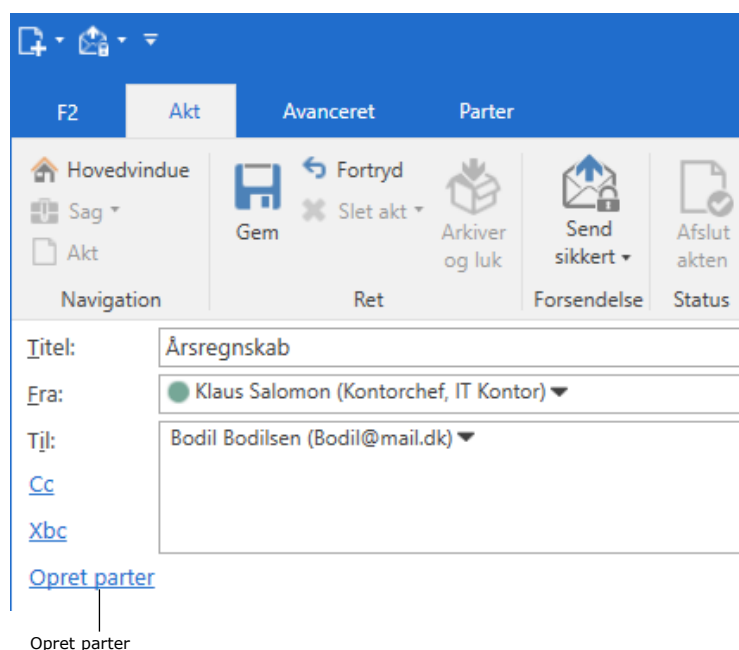 F2 Akt Avanceret Parter
Hovedvindue
Sag
Akt
Navigation
Gem
Fortryd
Slet akt
Arkiver
og luk
Ret
Send
sikkert
Forsendelse
Afslut
akten
Status
Titel: Årsregnskab
Fra: Klaus Salomon (Kontorchef, IT Kontor)
Til: Bodil Bodilsen (Bodil@mail.dk)
Cc
Xbc
Opret parter
Opret parter